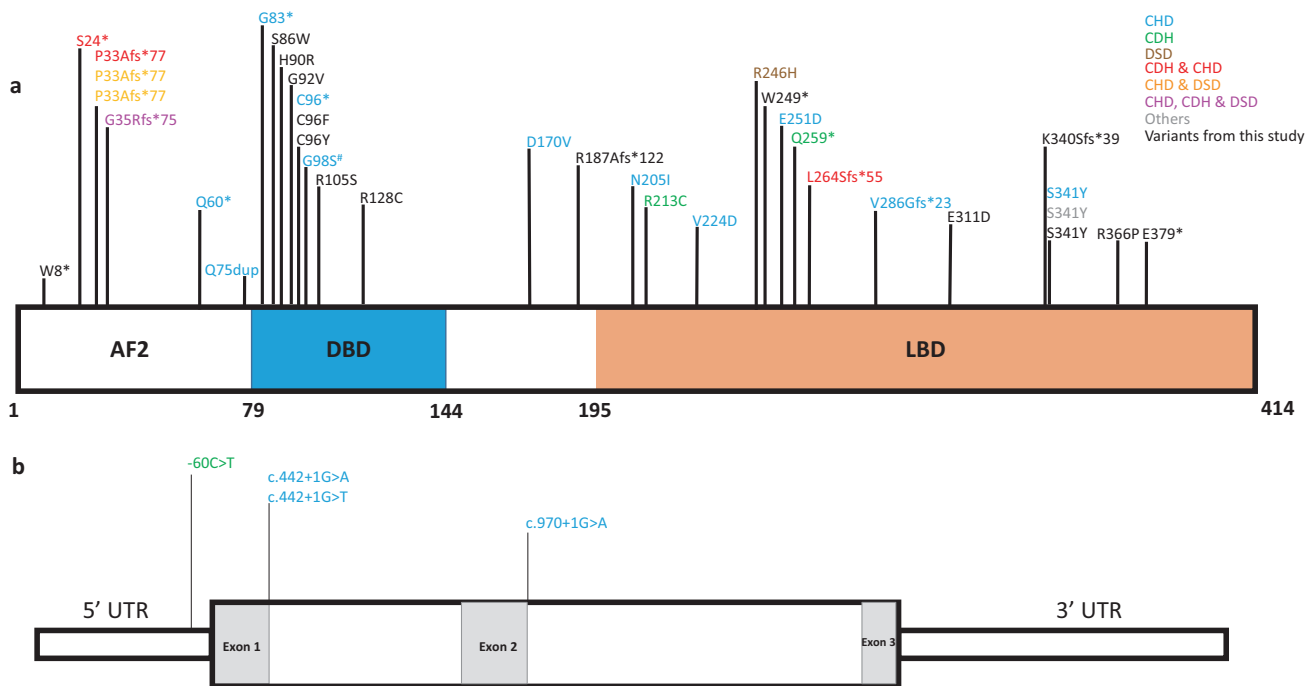 a
S24*
P33Afs*77
P33Afs*77
P33Afs*77
G35Rfs*75
W8*
Q60*
Q75dup
G83*
S86W
H90R
G92V
C96*
C96F
C96Y
G98S#
R105S
R128C
D170V
R187Afs*122
N205I
R213C
V224D
R246H
W249*
E251D
Q259*
L264Sfs*55
V286Gfs*23
E311D
K340Sfs*39
S341Y
S341Y
S341Y
R366P
E379*
CHD
CDH
DSD
CDH & CHD
CHD & DSD
CHD, CDH & DSD
Others
Variants from this study
AF2
DBD
LBD
1
79
144
195
414
b
-60C>T
c.442+1G>A
c.442+1G>T
c.970+1G>A
5’ UTR
Exon 1
Exon 2
Exon 3
3’ UTR